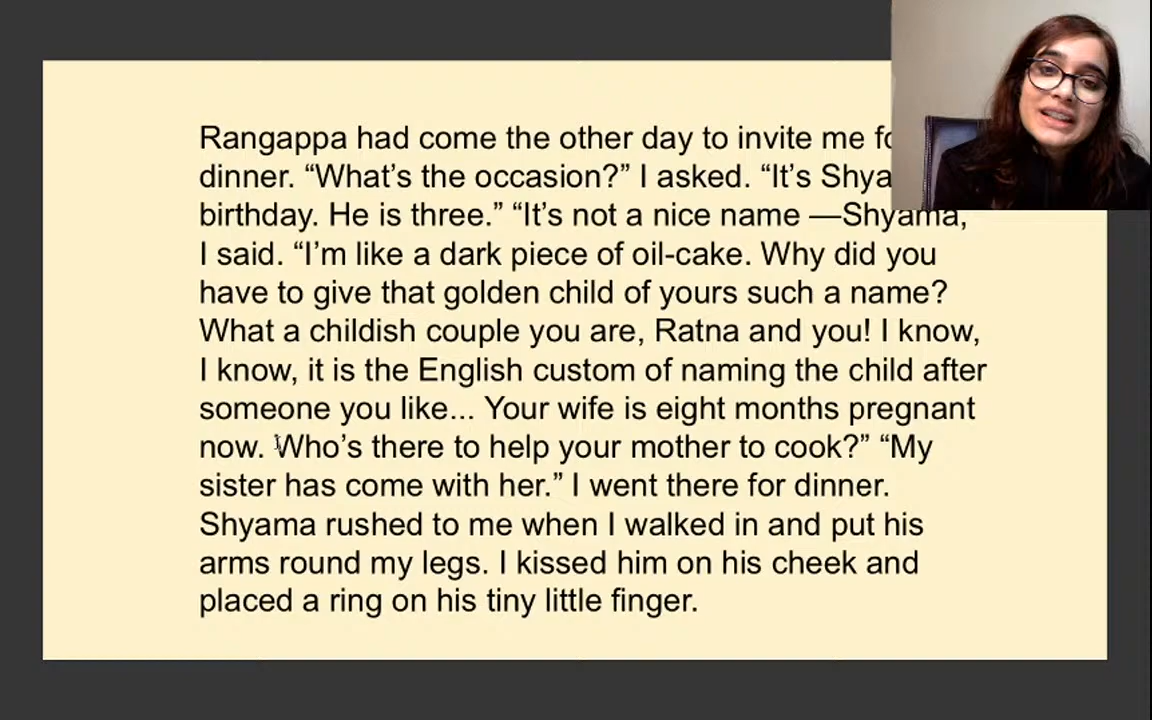 Rangappa had come the other day to invite me
dinner. “What’s the occasion?” I asked. “It’s
birthday. He is three.” “It’s not a nice name —Shyama,
I said. “I’m like a dark piece of oil-cake. Why did you
have to give that golden child of yours such a name?
What a childish couple you are, Ratna and you! I know,
I know, it is the English custom of naming the child after
someone you like... Your wife is eight months pregnant
now. Who’s there to help your mother to cook?” “My
sister has come with her.” I went there for dinner.
Shyama rushed to me when I walked in and put his
arms round my legs. I kissed him on his cheek and
placed a ring on his tiny little finger.